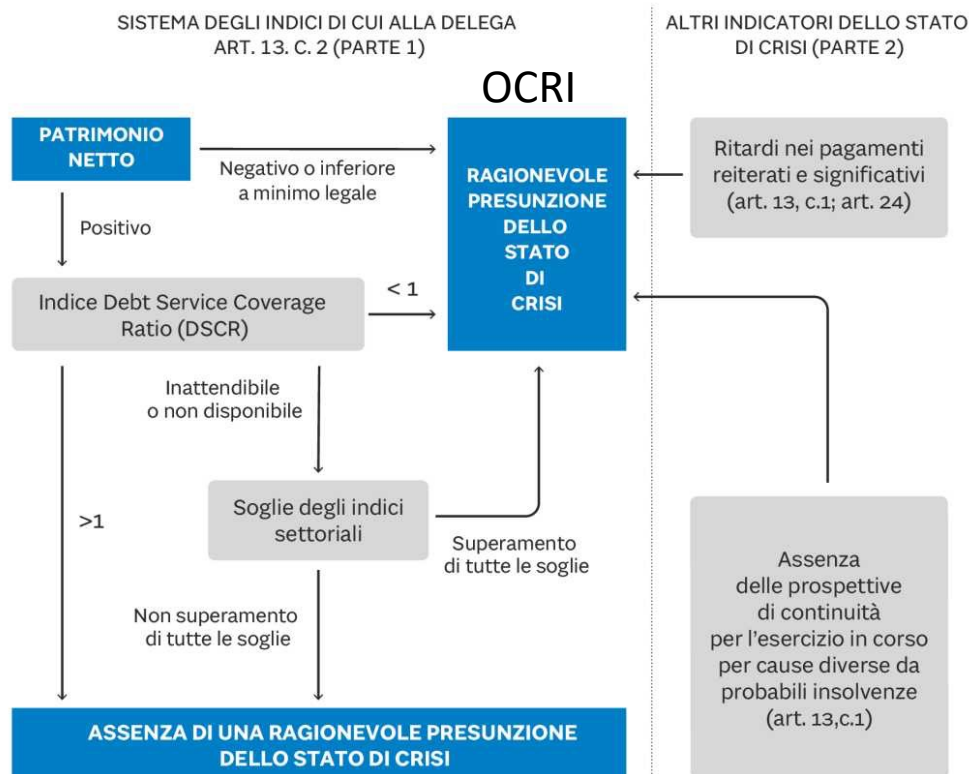 SISTEMA DEGLI INDICI DI CUI ALLA DELEGA
ART. 13. C. 2 (PARTE 1)
ALTRI INDICATORI DELLO STATO
DI CRISI (PARTE 2)
OCRI
PATRIMONIO
NETTO
Negativo o inferiore
a minimo legale
RAGIONEVOLE
PRESUNZIONE
DELLO
STATO
DI
CRISI
Ritardi nei pagamenti
reiterati e significativi
(art. 13, c.1; art. 24)
Positivo
Indice Debt Service Coverage
Ratio (DSCR)
< 1
Inattendibile
o non disponibile
>1
Soglie degli indici
settoriali
Superamento
di tutte le soglie
Non superamento
di tutte le soglie
Assenza
delle prospettive
di continuità
per l'esercizio in corso
per cause diverse da
probabili insolvenze
(art. 13,c.1)
ASSENZA DI UNA RAGIONEVOLE PRESUNZIONE
DELLO STATO DI CRISI